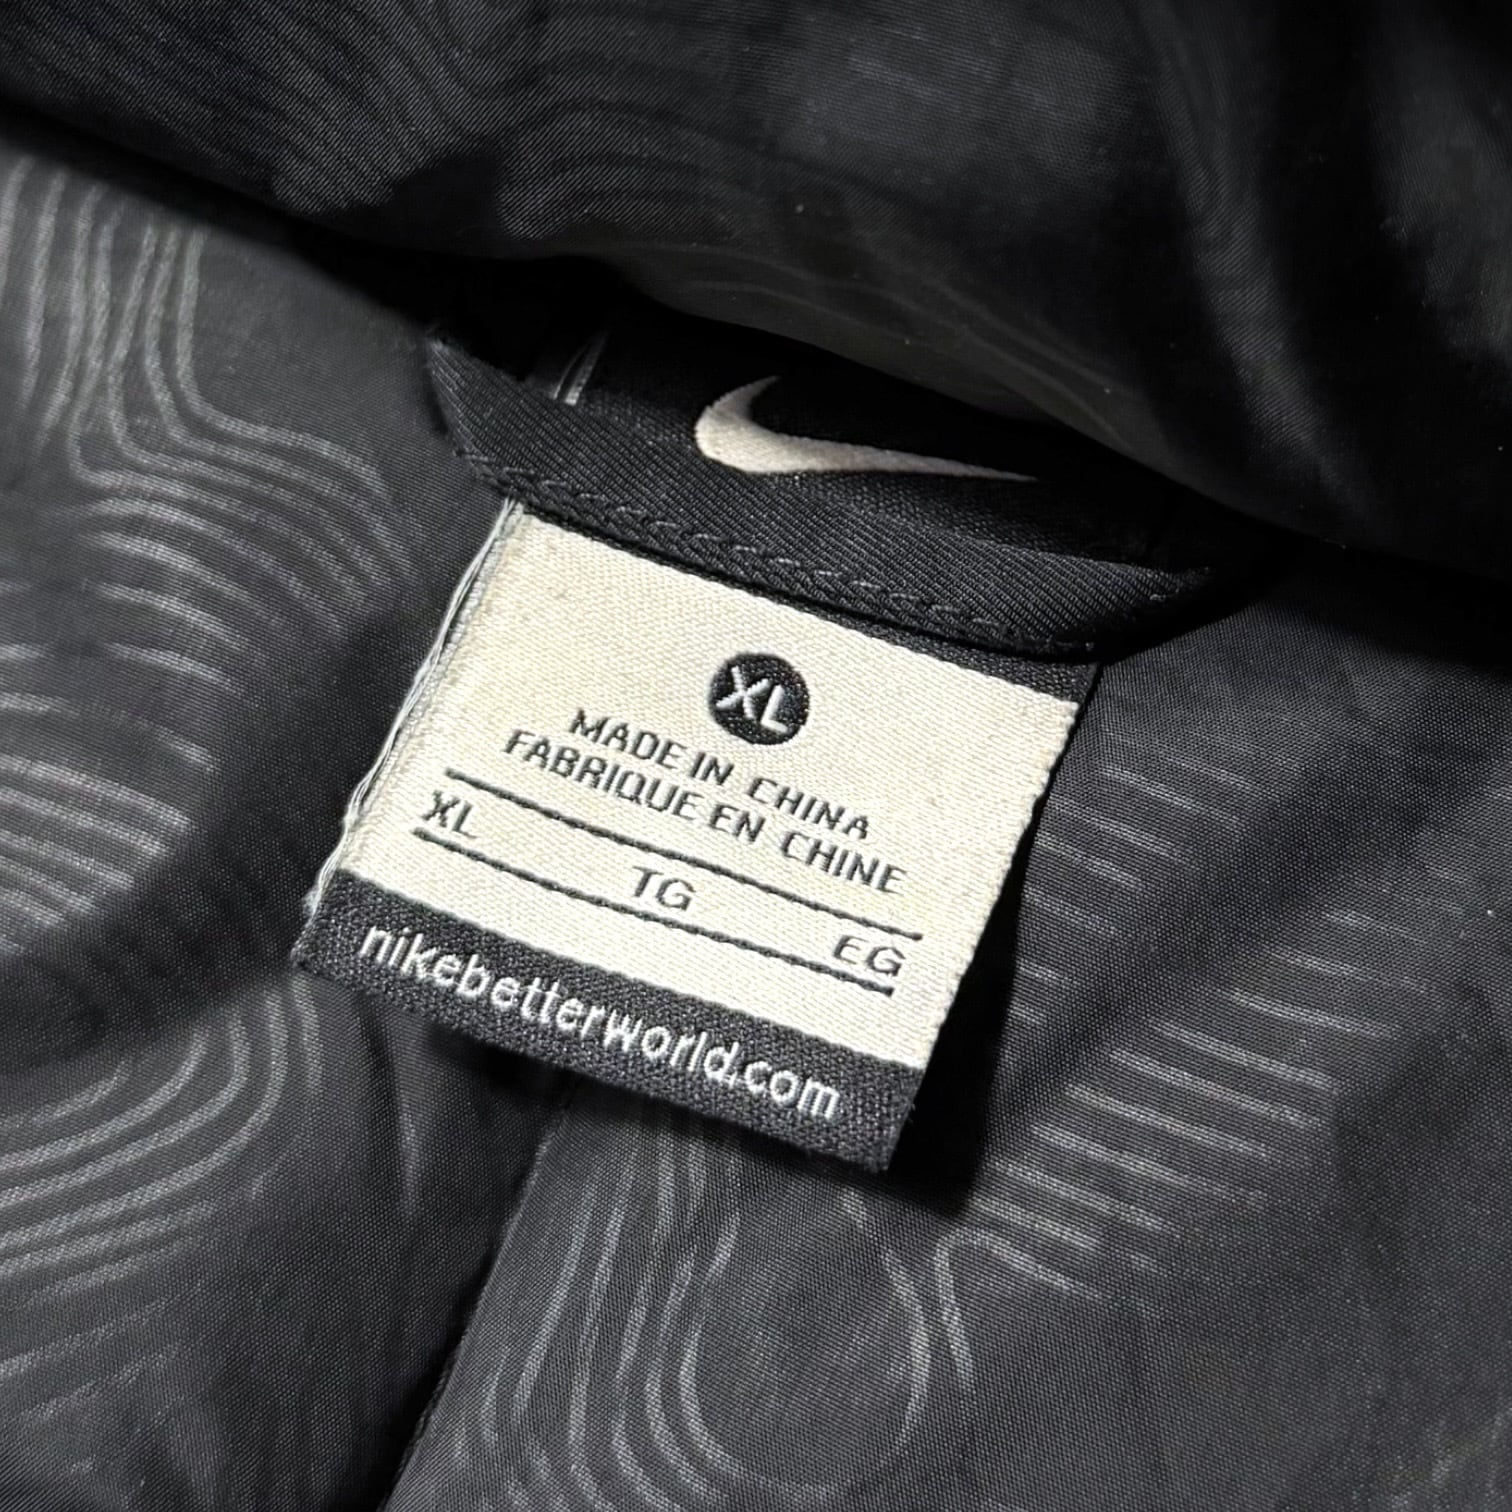 XL
MADE IN CHINA
FABRIQUE EN CHINE
XL TG EG
nikebetterworld.com